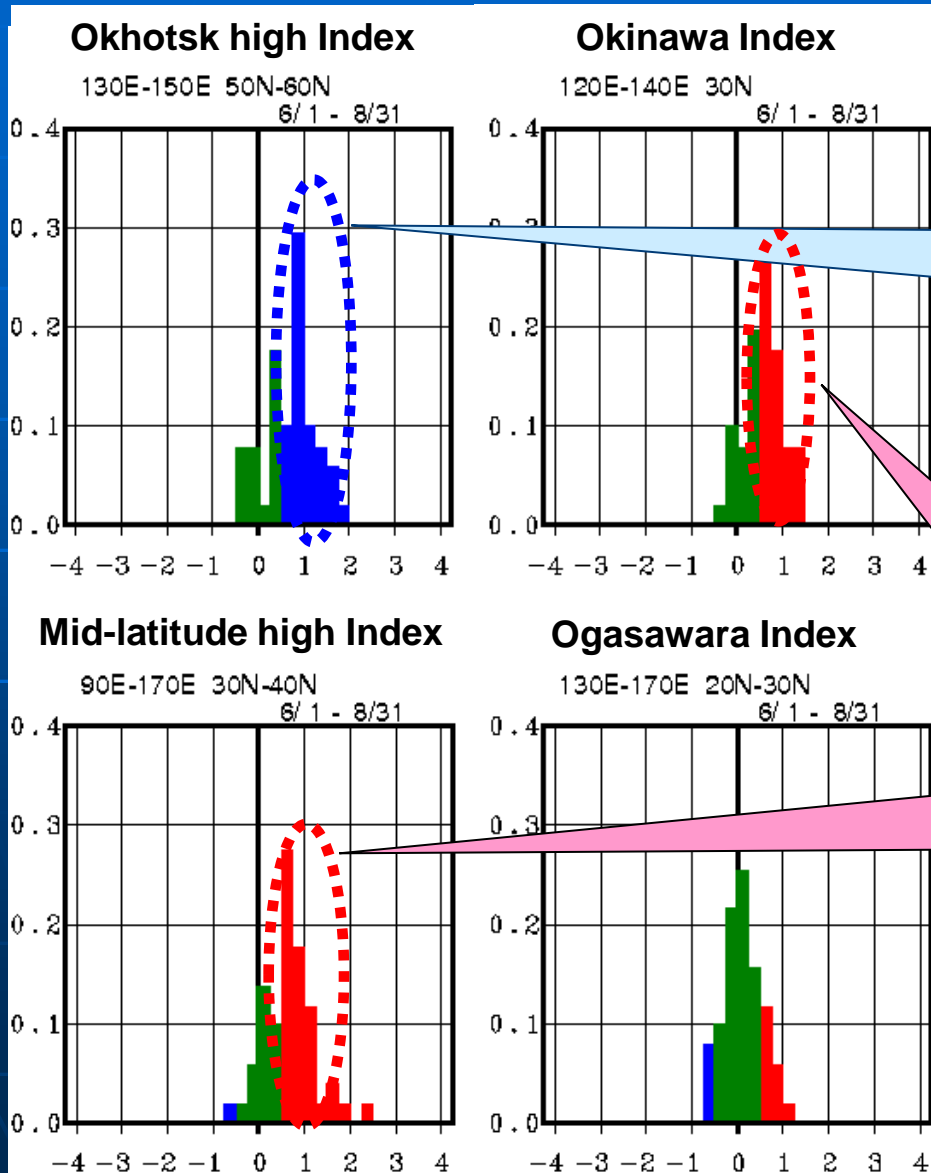 Okhotsk high Index
130E-150E 50N-60N
6/ 1 - 8/31
0.4
0.3
0.2
0.1
0.0
-4 -3 -2 -1 0 1 2 3 4
Okinawa Index
120E-140E 30N
6/ 1 - 8/31
0.4
0.3
0.2
0.1
0.0
-4 -3 -2 -1 0 1 2 3 4
Mid-latitude high Index
90E-170E 30N-40N
6/ 1 - 8/31
0.4
0.3
0.2
0.1
0.0
-4 -3 -2 -1 0 1 2 3 4
Ogasawara Index
130E-170E 20N-30N
6/ 1 - 8/31
0.4
0.3
0.2
0.1
0.0
-4 -3 -2 -1 0 1 2 3 4